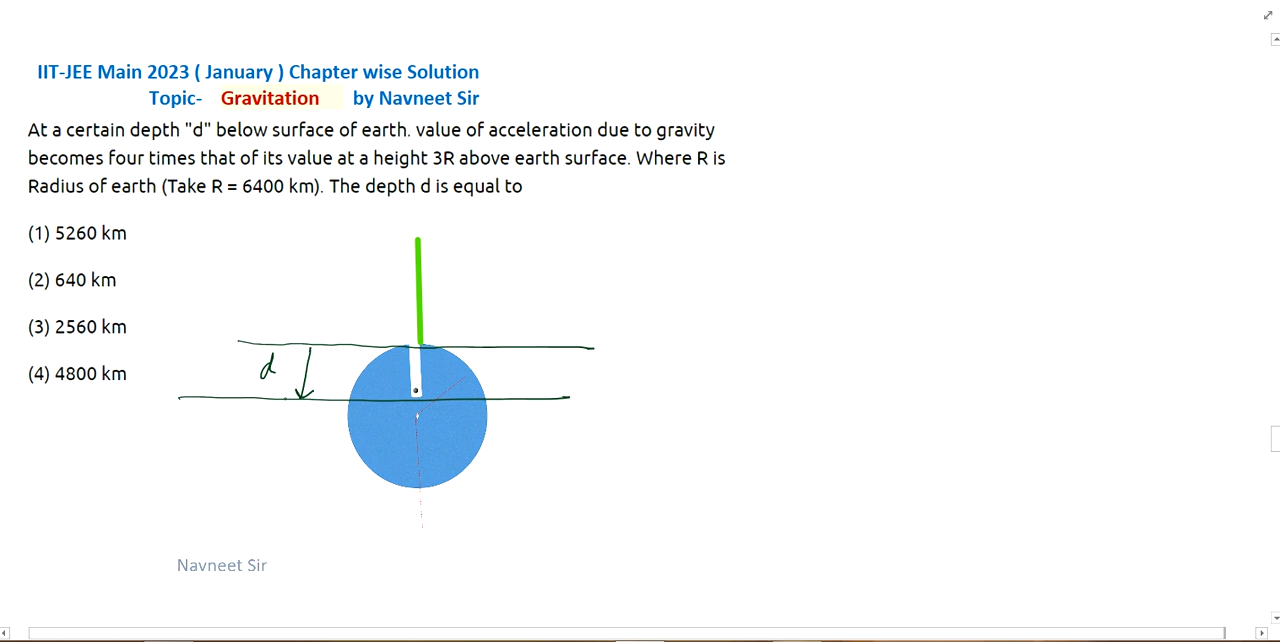 IIT-JEE Main 2023 ( January ) Chapter wise Solution
Topic- Gravitation by Navneet Sir
At a certain depth "d" below surface of earth. value of acceleration due to gravity
becomes four times that of its value at a height 3R above earth surface. Where R is
Radius of earth (Take R = 6400 km). The depth d is equal to
(1) 5260 km
(2) 640 km
(3) 2560 km
(4) 4800 km
d
Navneet Sir